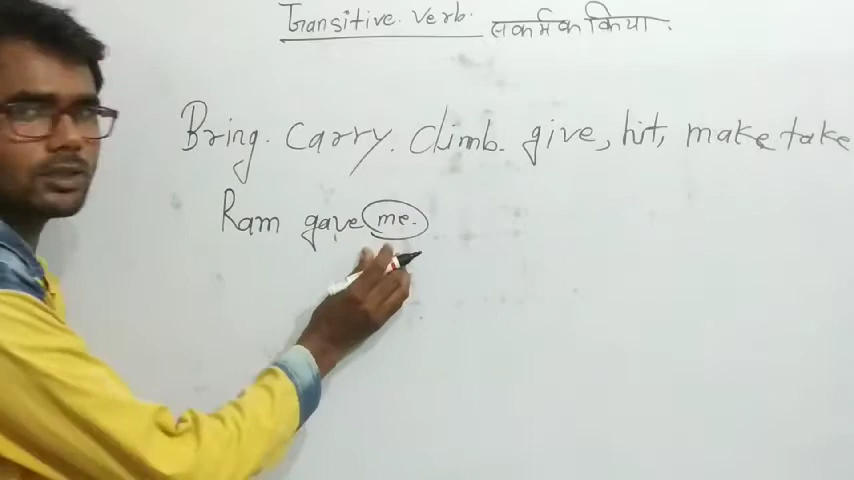 Transitive. Verb. सकर्मक क्रिया.
Bring. Carry. Climb. give, hit, make take
Ram gave me.